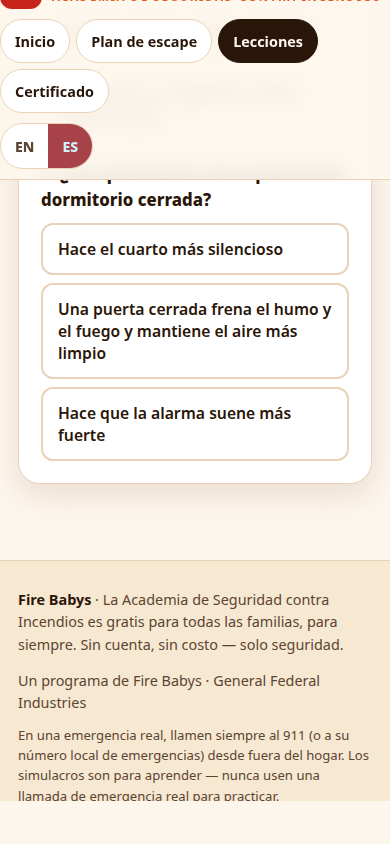 Inicio
Plan de escape
Lecciones
Certificado
EN
ES
dormitorio cerrada?
Hace el cuarto más silencioso
Una puerta cerrada frena el humo y
el fuego y mantiene el aire más
limpio
Hace que la alarma suene más
fuerte
Fire Babys · La Academia de Seguridad contra
Incendios es gratis para todas las familias, para
siempre. Sin cuenta, sin costo — solo seguridad.
Un programa de Fire Babys · General Federal
Industries
En una emergencia real, llamen siempre al 911 (o a su
número local de emergencias) desde fuera del hogar. Los
simulacros son para aprender — nunca usen una
llamada de emergencia real para practicar.